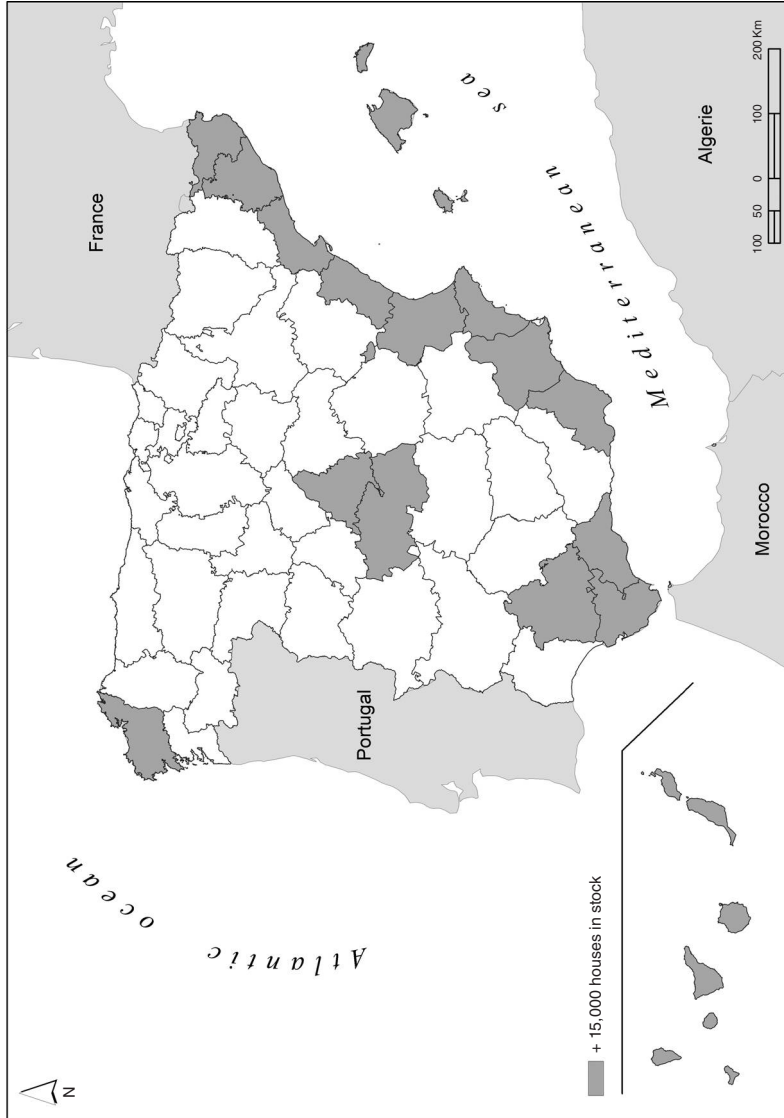 N
Atlantic
ocean
France
Portugal
Mediterranean
sea
Morocco
Algerie
+ 15,000 houses in stock
100 50 0 100 200 Km